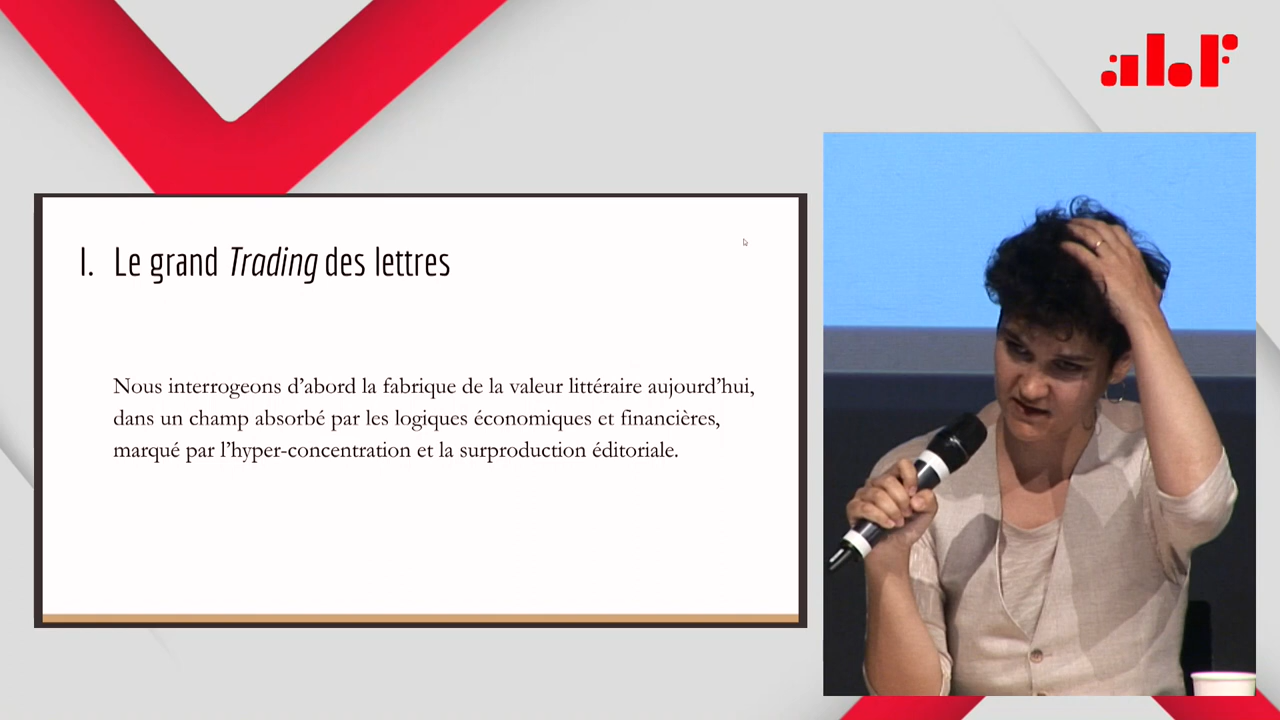 abf
I. Le grand Trading des lettres
Nous interrogeons d’abord la fabrique de la valeur littéraire aujourd’hui,
dans un champ absorbé par les logiques économiques et financières,
marqué par l’hyper-concentration et la surproduction éditoriale.